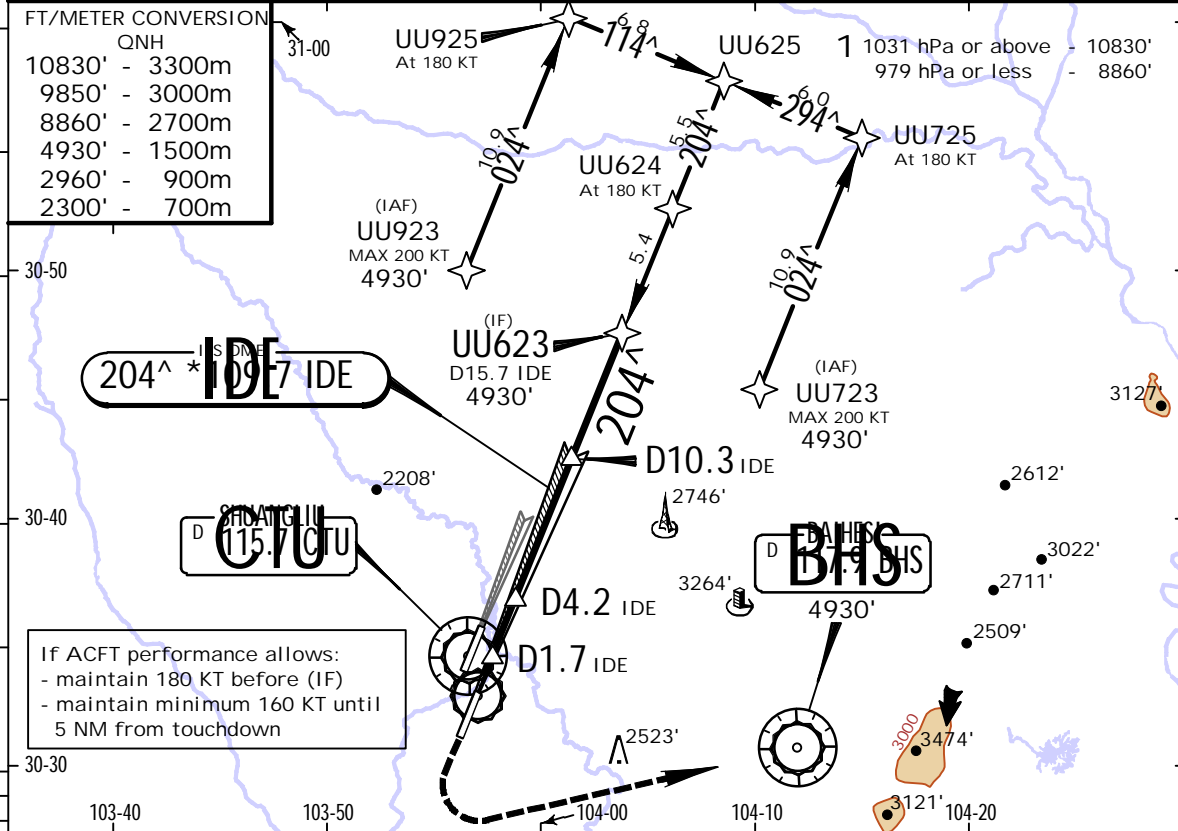 FT/METER CONVERSION
QNH
10830' - 3300m
9850' - 3000m
8860' - 2700m
4930' - 1500m
2960' - 900m
2300' - 700m
31-00
UU925
At 180 KT
6.8
114^
UU625
1 1031 hPa or above - 10830'
979 hPa or less - 8860'
6.0
294^
UU725
At 180 KT
10.9
024^
5.5
204^
UU624
At 180 KT
(IAF)
UU923
MAX 200 KT
4930'
5.4
10.9
024^
30-50
(IF)
UU623
D15.7 IDE
4930'
204^
(IAF)
UU723
MAX 200 KT
4930'
3127'
ILS DME
IDE
204^ *109.7 IDE
D10.3 IDE
2208'
2746'
2612'
30-40
SHUANGLIU
CTU
D 115.7 CTU
BAIHESI
BHS
D 117.9 BHS
4930'
3022'
3264'
2711'
D4.2 IDE
2509'
D1.7 IDE
If ACFT performance allows:
- maintain 180 KT before (IF)
- maintain minimum 160 KT until
5 NM from touchdown
2523'
3000
3474'
30-30
3121'
103-40
103-50
104-00
104-10
104-20